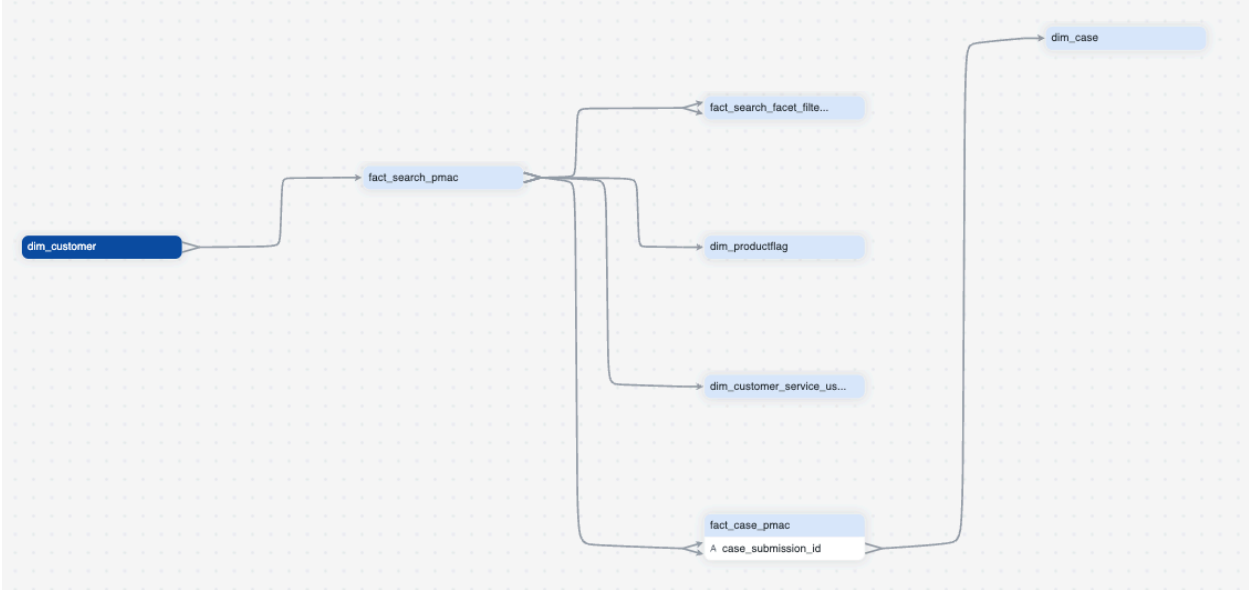 dim_case
fact_search_facet_filte...
fact_search_pmac
dim_customer
dim_productflag
dim_customer_service_us...
fact_case_pmac
A case_submission_id